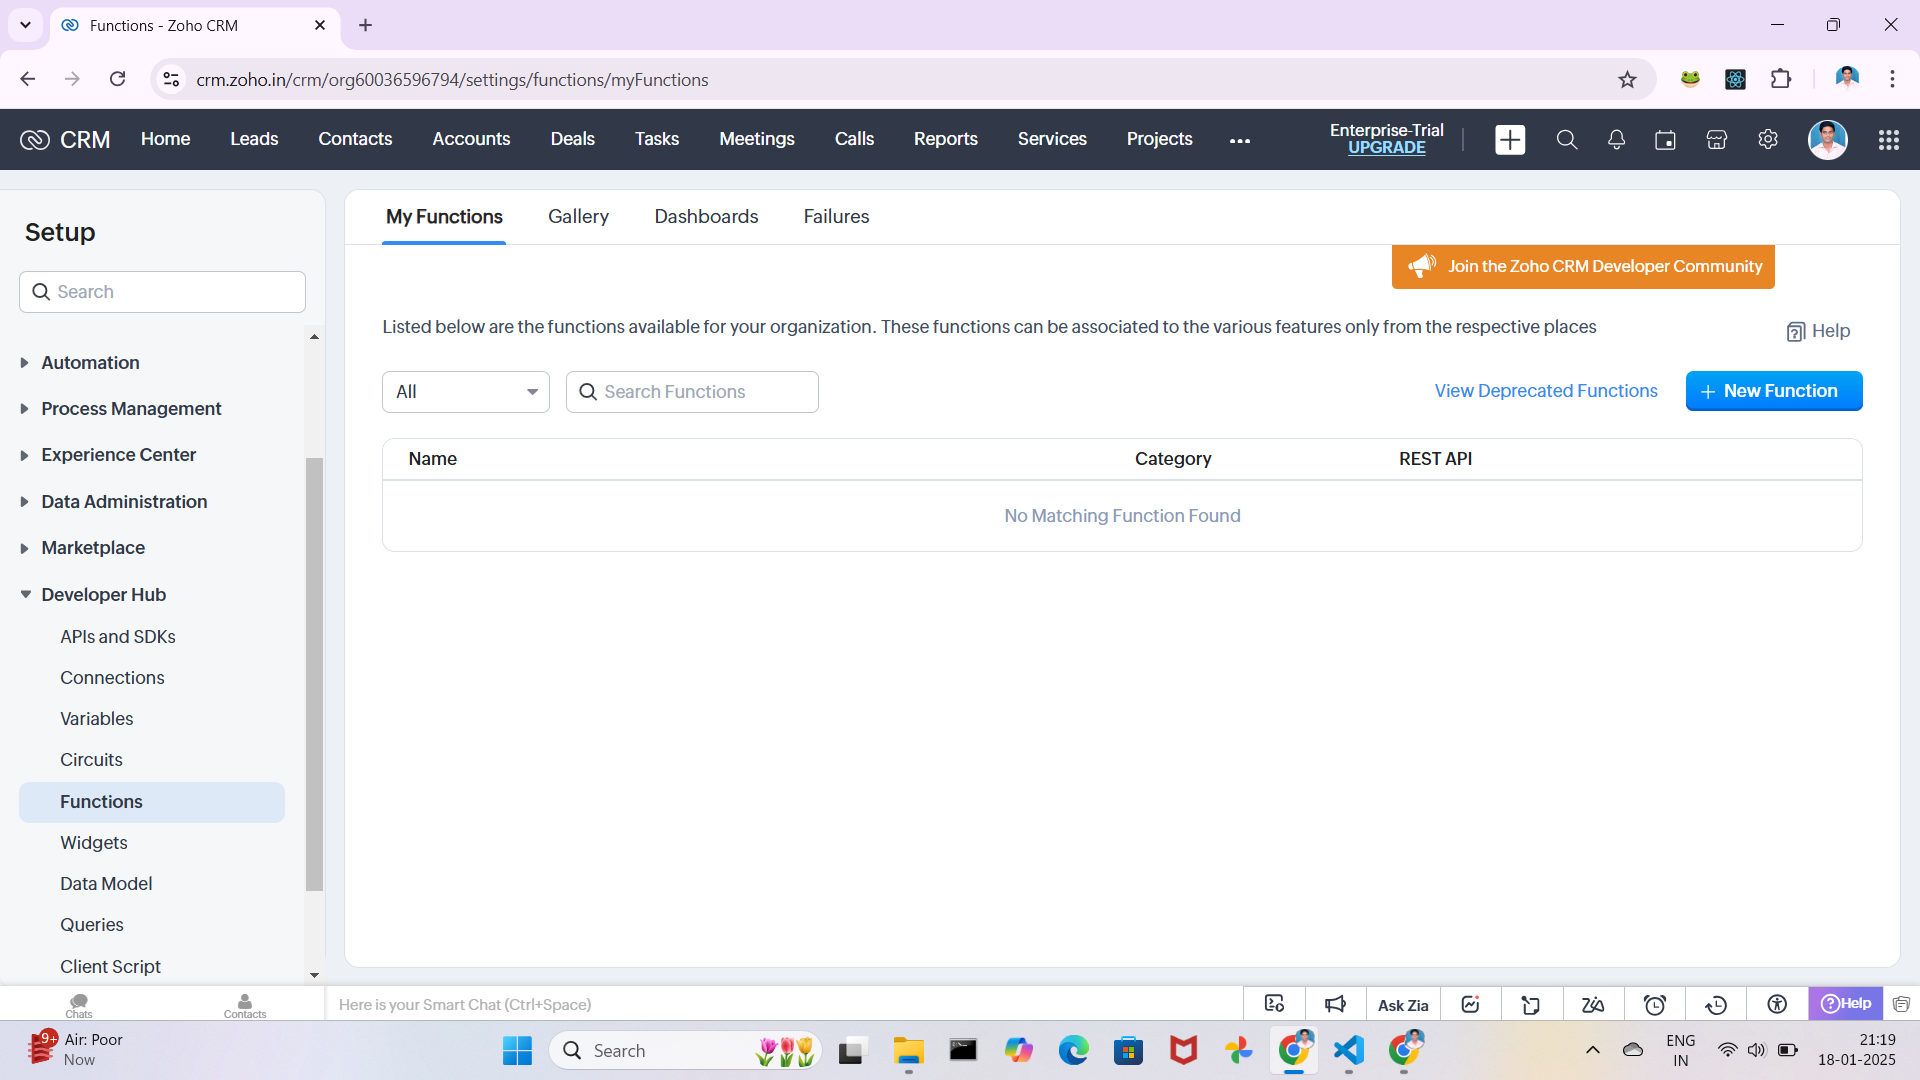 Functions - Zoho CRM
crm.zoho.in/crm/org60036596794/settings/functions/myFunctions
CRM Home Leads Contacts Accounts Deals Tasks Meetings Calls Reports Services Projects ••• Enterprise-Trial
UPGRADE
Setup
Search
Automation
Process Management
Experience Center
Data Administration
Marketplace
Developer Hub
APIs and SDKs
Connections
Variables
Circuits
Functions
Widgets
Data Model
Queries
Client Script
My Functions Gallery Dashboards Failures
Join the Zoho CRM Developer Community
Listed below are the functions available for your organization. These functions can be associated to the various features only from the respective places
Help
All Search Functions View Deprecated Functions + New Function
Name Category REST API
No Matching Function Found
Chats Contacts Here is your Smart Chat (Ctrl+Space) Ask Zia Help
9+ Air: Poor
Now
Search
ENG
IN
21:19
18-01-2025